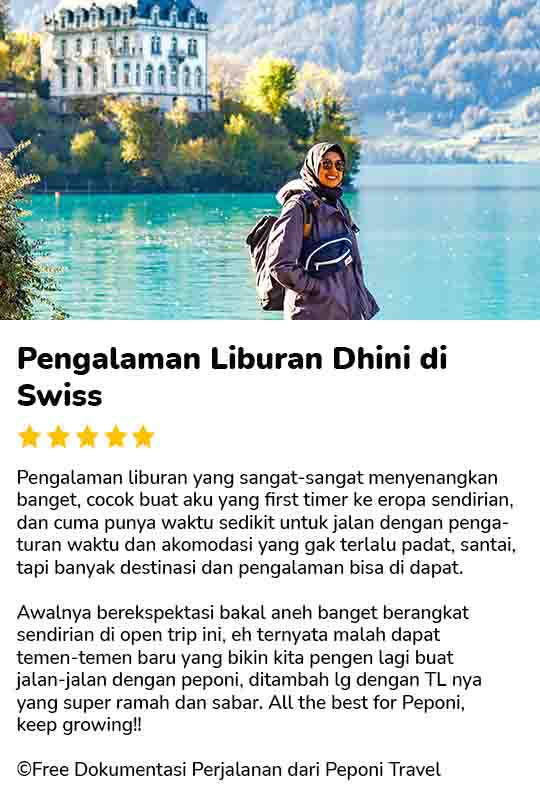 Pengalaman Liburan Dhini di
Swiss
Pengalaman liburan yang sangat-sangat menyenangkan
banget, cocok buat aku yang first timer ke eropa sendirian,
dan cuma punya waktu sedikit untuk jalan dengan penga-
turan waktu dan akomodasi yang gak terlalu padat, santai,
tapi banyak destinasi dan pengalaman bisa di dapat.
Awalnya berekspektasi bakal aneh banget berangkat
sendirian di open trip ini, eh ternyata malah dapat
temen-temen baru yang bikin kita pengen lagi buat
jalan-jalan dengan peponi, ditambah lg dengan TL nya
yang super ramah dan sabar. All the best for Peponi,
keep growing!!
©Free Dokumentasi Perjalanan dari Peponi Travel